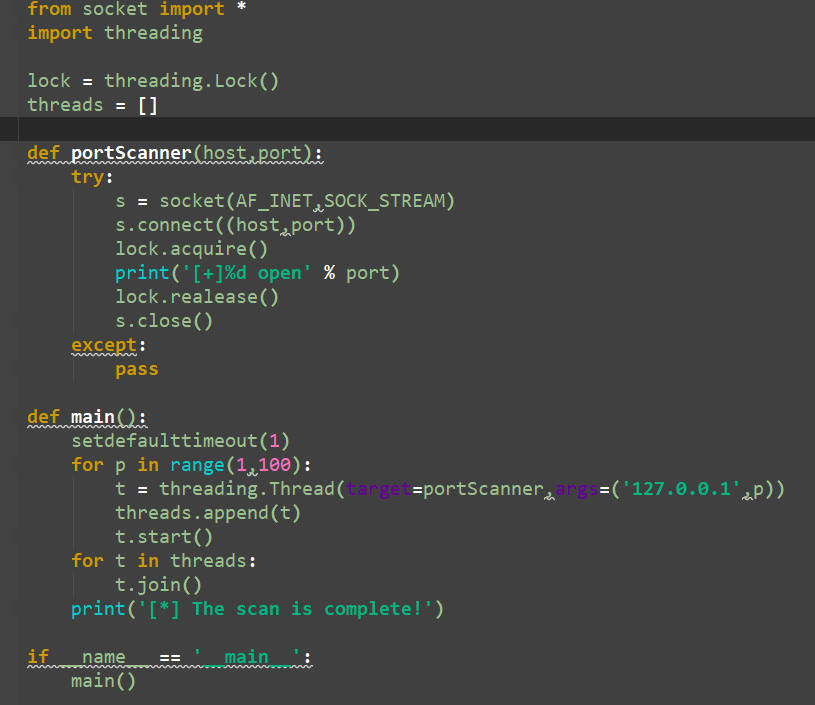 from socket import *
import threading
lock = threading.Lock()
threads = []
def portScanner(host,port):
try:
s = socket(AF_INET,SOCK_STREAM)
s.connect((host,port))
lock.acquire()
print('[+]%d open' % port)
lock.realease()
s.close()
except:
pass
def main():
setdefaulttimeout(1)
for p in range(1,100):
t = threading.Thread(target=portScanner,args=('127.0.0.1',p))
threads.append(t)
t.start()
for t in threads:
t.join()
print('[*] The scan is complete!')
if __name__ == '__main__':
main()